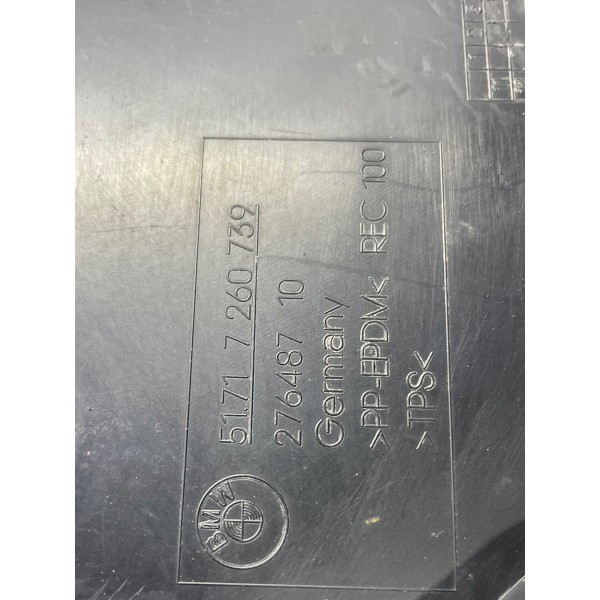 BMW
51.71 7 260 739
276487 10
Germany
>PP-EPDM< REC 100
>TPS<